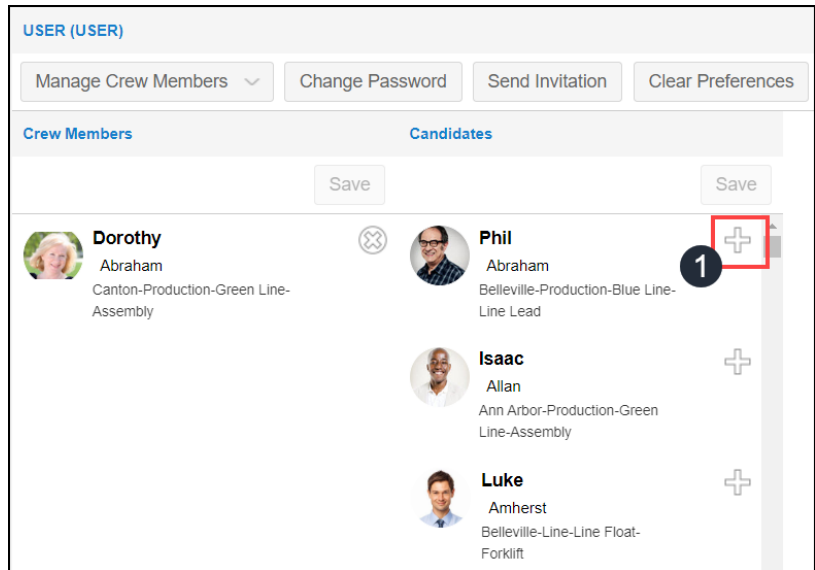 USER (USER)
Manage Crew Members
Change Password
Send Invitation
Clear Preferences
Crew Members
Candidates
Save
Save
Dorothy
Abraham
Canton-Production-Green Line-
Assembly
Phil
Abraham
Belleville-Production-Blue Line-
Line Lead
1
Isaac
Allan
Ann Arbor-Production-Green
Line-Assembly
Luke
Amherst
Belleville-Line-Line Float-
Forklift